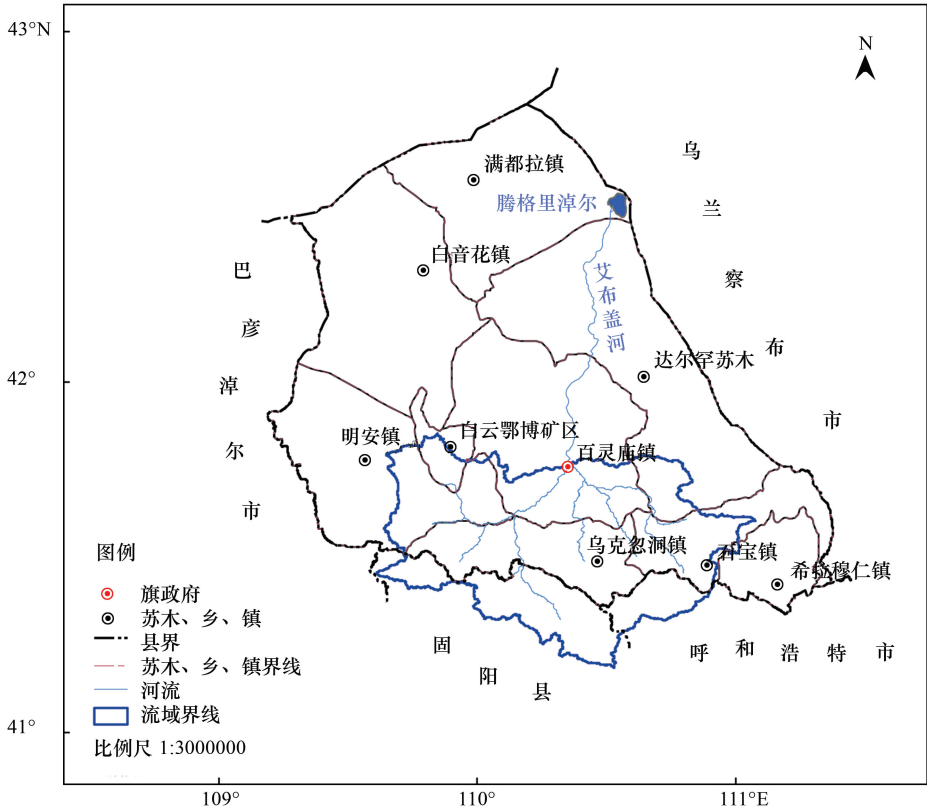 43°N
N
满都拉镇
腾格里淖尔
白音花镇
艾布盖河
乌兰察布市
巴彦淖尔市
42°
达尔罕苏木
白云鄂博矿区
明安镇
百灵庙镇
乌克忽洞镇
石宝镇
希拉穆仁镇
固阳县
呼和浩特市
图例
旗政府
苏木、乡、镇
县界
苏木、乡、镇界线
河流
流域界线
比例尺 1:3000000
41°
109°
110°
111°E